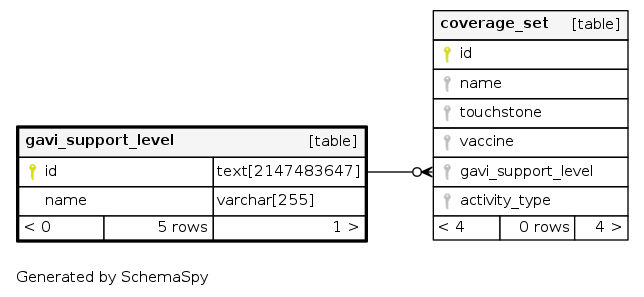 coverage_set [table]
id
name
touchstone
vaccine
gavi_support_level
activity_type
< 4 0 rows 4 >
gavi_support_level [table]
id text[2147483647]
name varchar[255]
< 0 5 rows 1 >
Generated by SchemaSpy